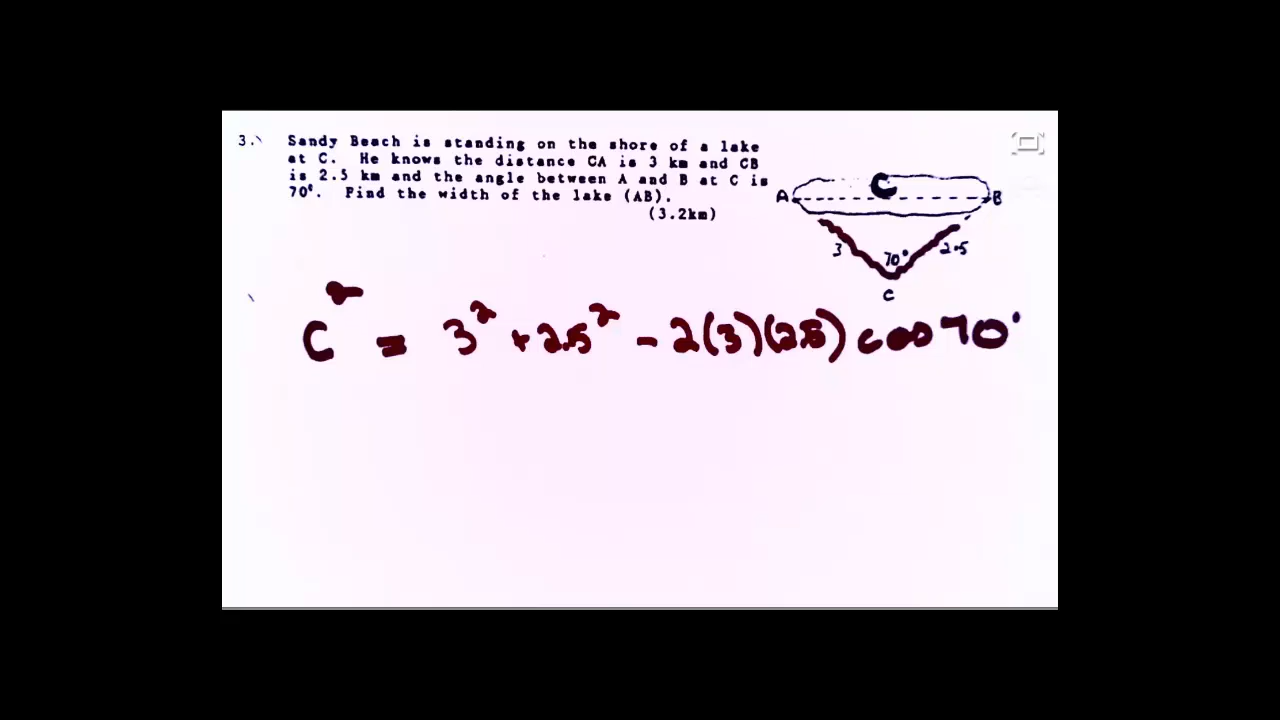 3. Sandy Beach is standing on the shore of a lake
at C. He knows the distance CA is 3 km and CB
is 2.5 km and the angle between A and B at C is
70°. Find the width of the lake (AB).
(3.2km)
C
A B
3 70° 2.5
C
C² = 3² + 2.5² - 2(3)(2.5) cos 70°